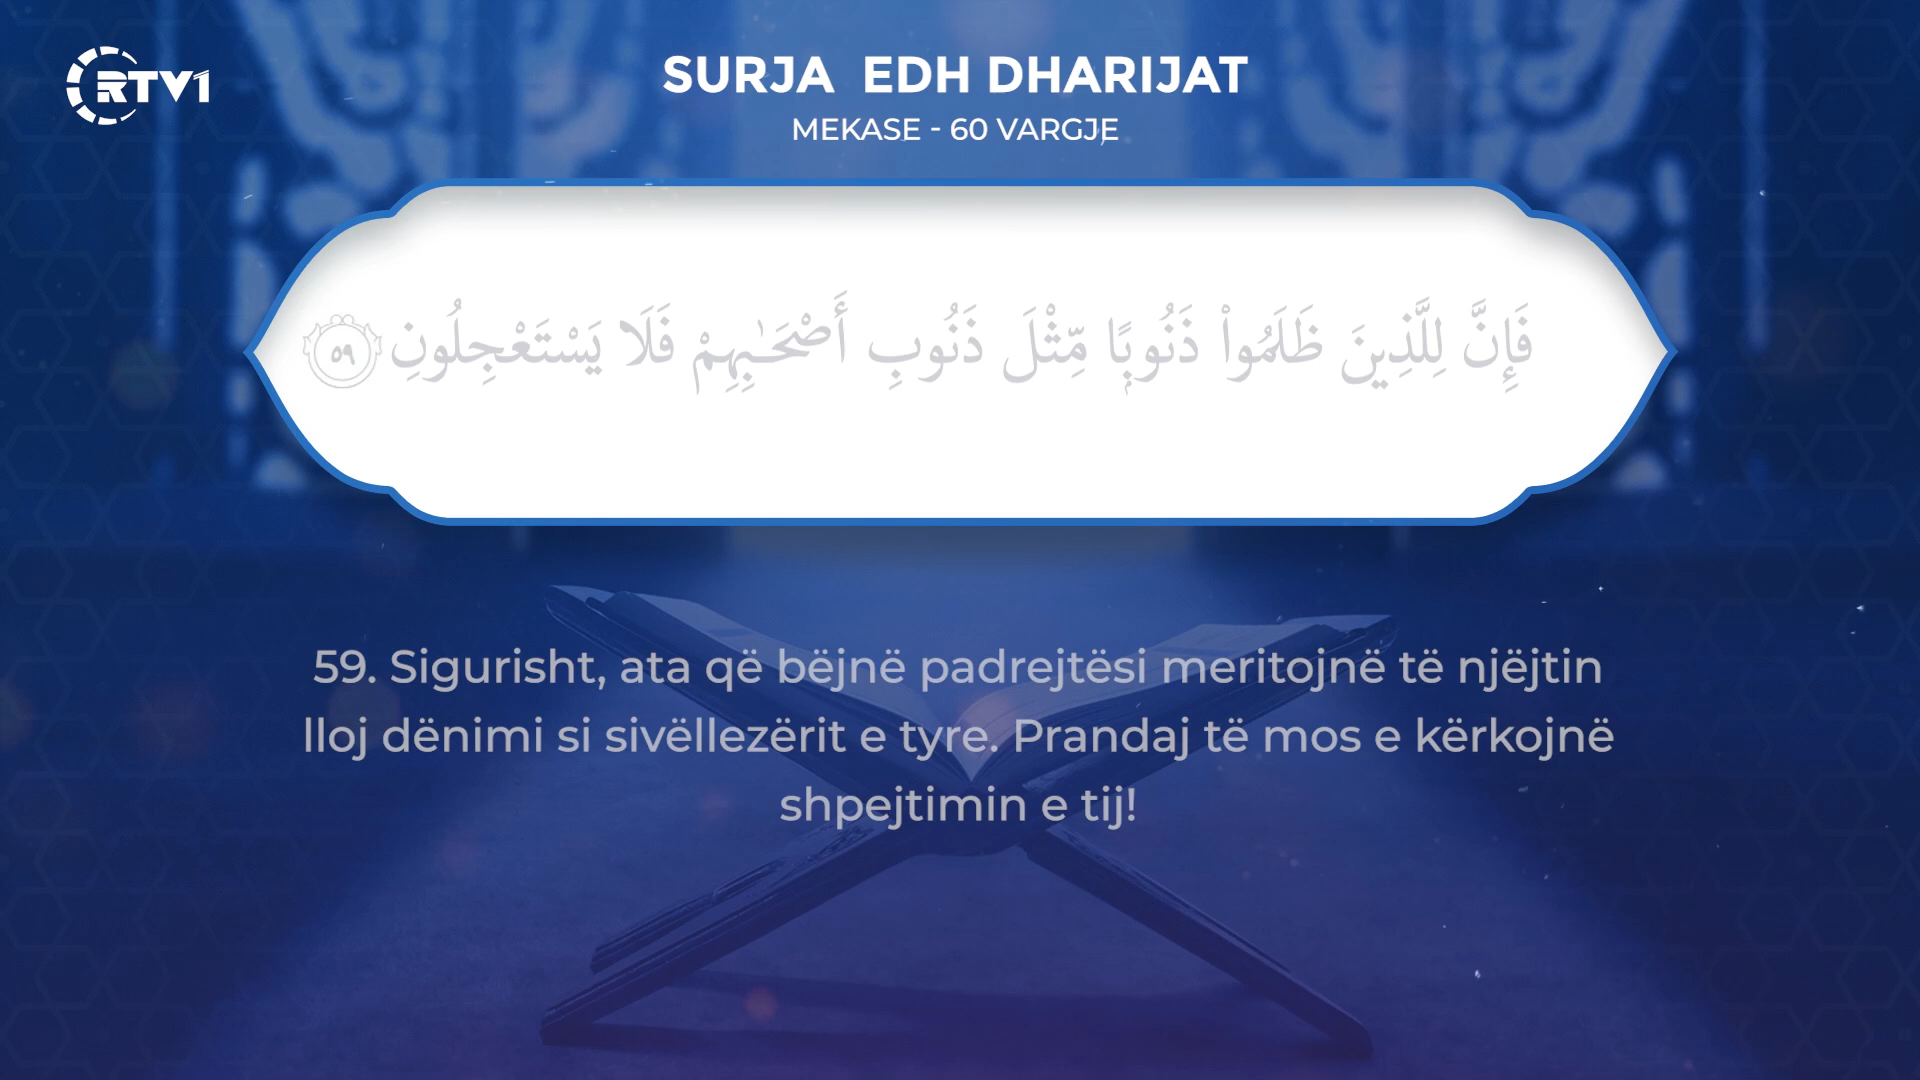 RTV1
SURJA EDH DHARIJAT
MEKASE - 60 VARGJE
فَإِنَّ لِلَّذِينَ ظَلَمُوا۟ ذَنُوبًۭا مِّثْلَ ذَنُوبِ أَصْحَـٰبِهِمْ فَلَا يَسْتَعْجِلُونِ ٥٩
59. Sigurisht, ata që bëjnë padrejtësi meritojnë të njëjtin
lloj dënimi si sivëllezërit e tyre. Prandaj të mos e kërkojnë
shpejtimin e tij!